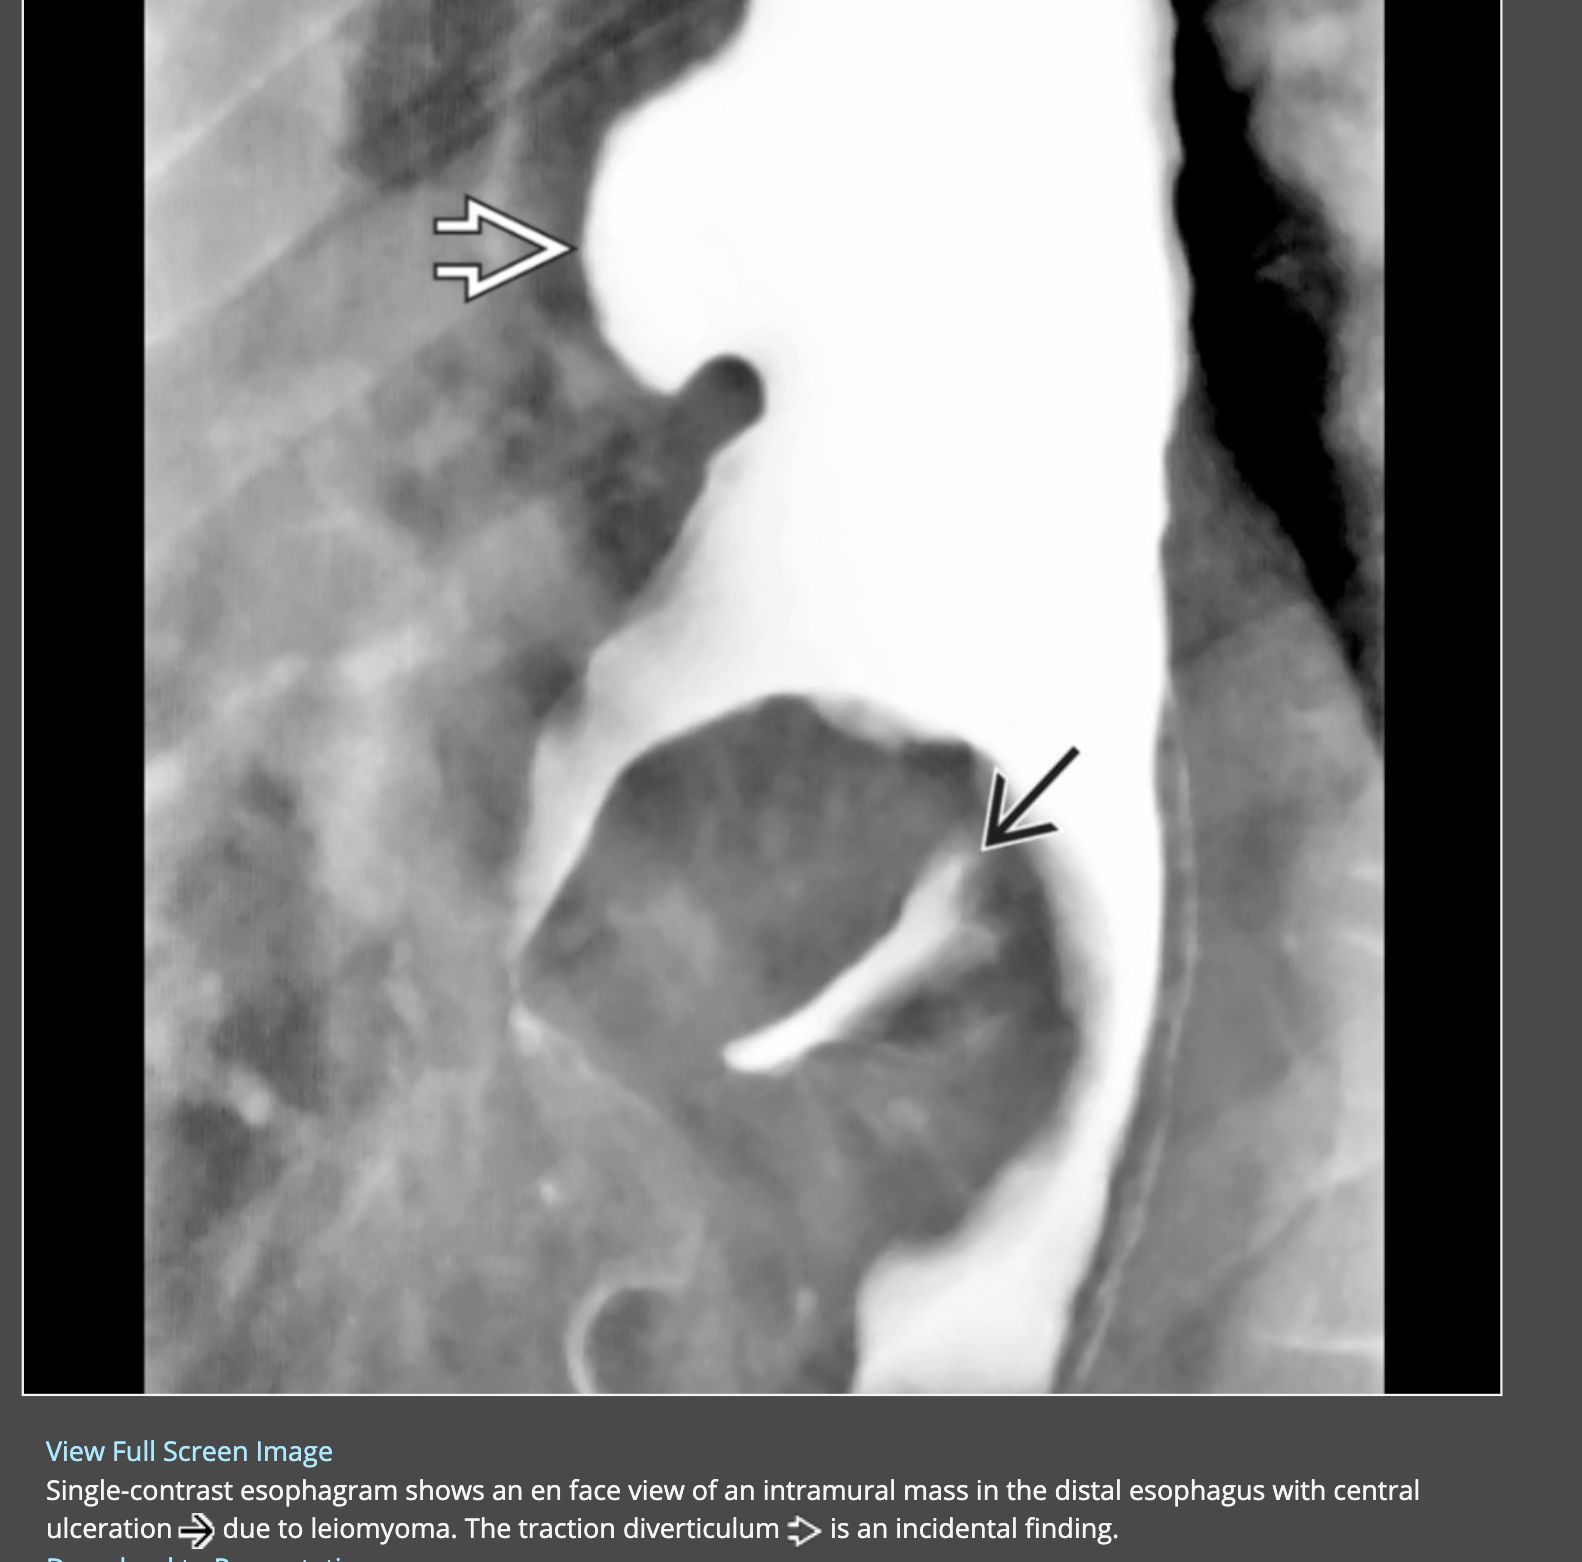 View Full Screen Image
Single-contrast esophagram shows an en face view of an intramural mass in the distal esophagus with central
ulceration due to leiomyoma. The traction diverticulum is an incidental finding.